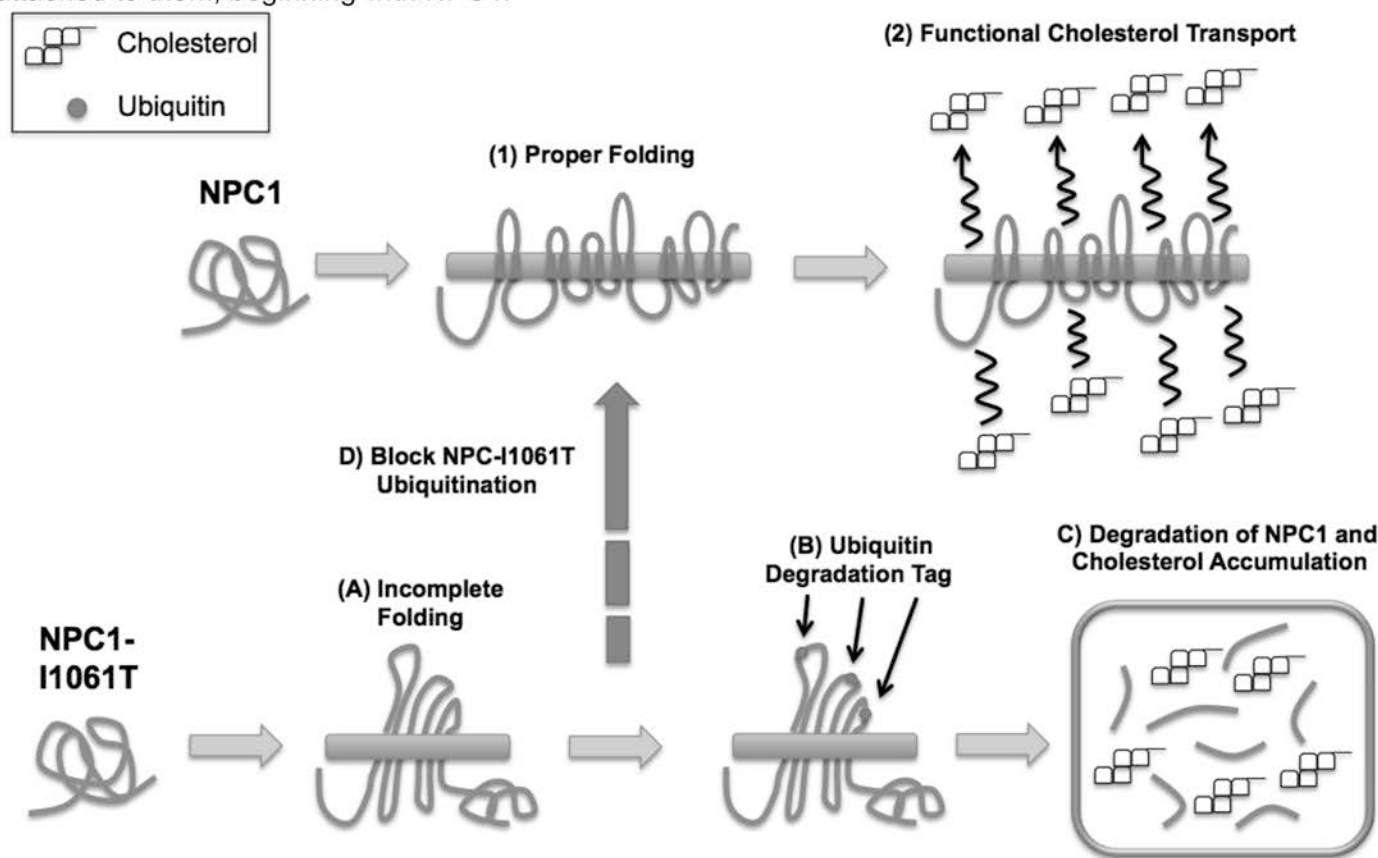 Cholesterol
Ubiquitin
(2) Functional Cholesterol Transport
(1) Proper Folding
NPC1
D) Block NPC-I1061T
Ubiquitination
(A) Incomplete
Folding
(B) Ubiquitin
Degradation Tag
C) Degradation of NPC1 and
Cholesterol Accumulation
NPC1-
I1061T